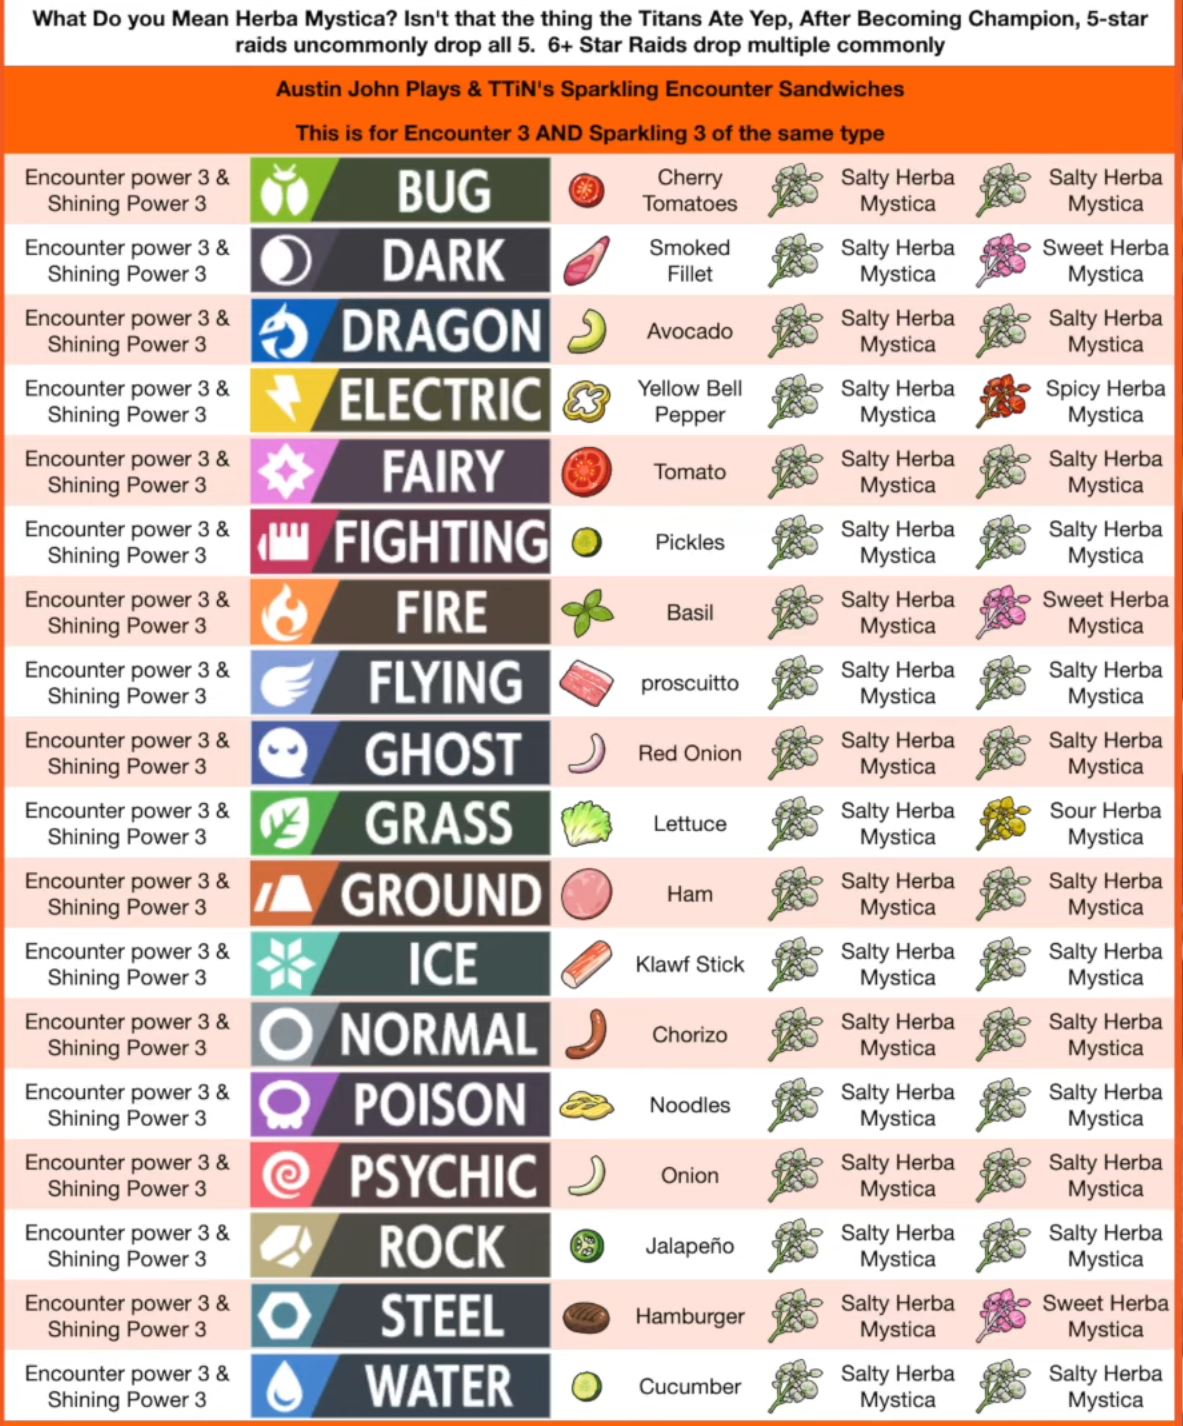 What Do you Mean Herba Mystica? Isn't that the thing the Titans Ate Yep, After Becoming Champion, 5-star
raids uncommonly drop all 5.  6+ Star Raids drop multiple commonly
Austin John Plays & TTiN's Sparkling Encounter Sandwiches
This is for Encounter 3 AND Sparkling 3 of the same type
Encounter power 3 &
Shining Power 3
BUG
Cherry
Tomatoes
Salty Herba
Mystica
Salty Herba
Mystica
Encounter power 3 &
Shining Power 3
DARK
Smoked
Fillet
Salty Herba
Mystica
Sweet Herba
Mystica
Encounter power 3 &
Shining Power 3
DRAGON
Avocado
Salty Herba
Mystica
Salty Herba
Mystica
Encounter power 3 &
Shining Power 3
ELECTRIC
Yellow Bell
Pepper
Salty Herba
Mystica
Spicy Herba
Mystica
Encounter power 3 &
Shining Power 3
FAIRY
Tomato
Salty Herba
Mystica
Salty Herba
Mystica
Encounter power 3 &
Shining Power 3
FIGHTING
Pickles
Salty Herba
Mystica
Salty Herba
Mystica
Encounter power 3 &
Shining Power 3
FIRE
Basil
Salty Herba
Mystica
Sweet Herba
Mystica
Encounter power 3 &
Shining Power 3
FLYING
proscuitto
Salty Herba
Mystica
Salty Herba
Mystica
Encounter power 3 &
Shining Power 3
GHOST
Red Onion
Salty Herba
Mystica
Salty Herba
Mystica
Encounter power 3 &
Shining Power 3
GRASS
Lettuce
Salty Herba
Mystica
Sour Herba
Mystica
Encounter power 3 &
Shining Power 3
GROUND
Ham
Salty Herba
Mystica
Salty Herba
Mystica
Encounter power 3 &
Shining Power 3
ICE
Klawf Stick
Salty Herba
Mystica
Salty Herba
Mystica
Encounter power 3 &
Shining Power 3
NORMAL
Chorizo
Salty Herba
Mystica
Salty Herba
Mystica
Encounter power 3 &
Shining Power 3
POISON
Noodles
Salty Herba
Mystica
Salty Herba
Mystica
Encounter power 3 &
Shining Power 3
PSYCHIC
Onion
Salty Herba
Mystica
Salty Herba
Mystica
Encounter power 3 &
Shining Power 3
ROCK
Jalapeño
Salty Herba
Mystica
Salty Herba
Mystica
Encounter power 3 &
Shining Power 3
STEEL
Hamburger
Salty Herba
Mystica
Sweet Herba
Mystica
Encounter power 3 &
Shining Power 3
WATER
Cucumber
Salty Herba
Mystica
Salty Herba
Mystica